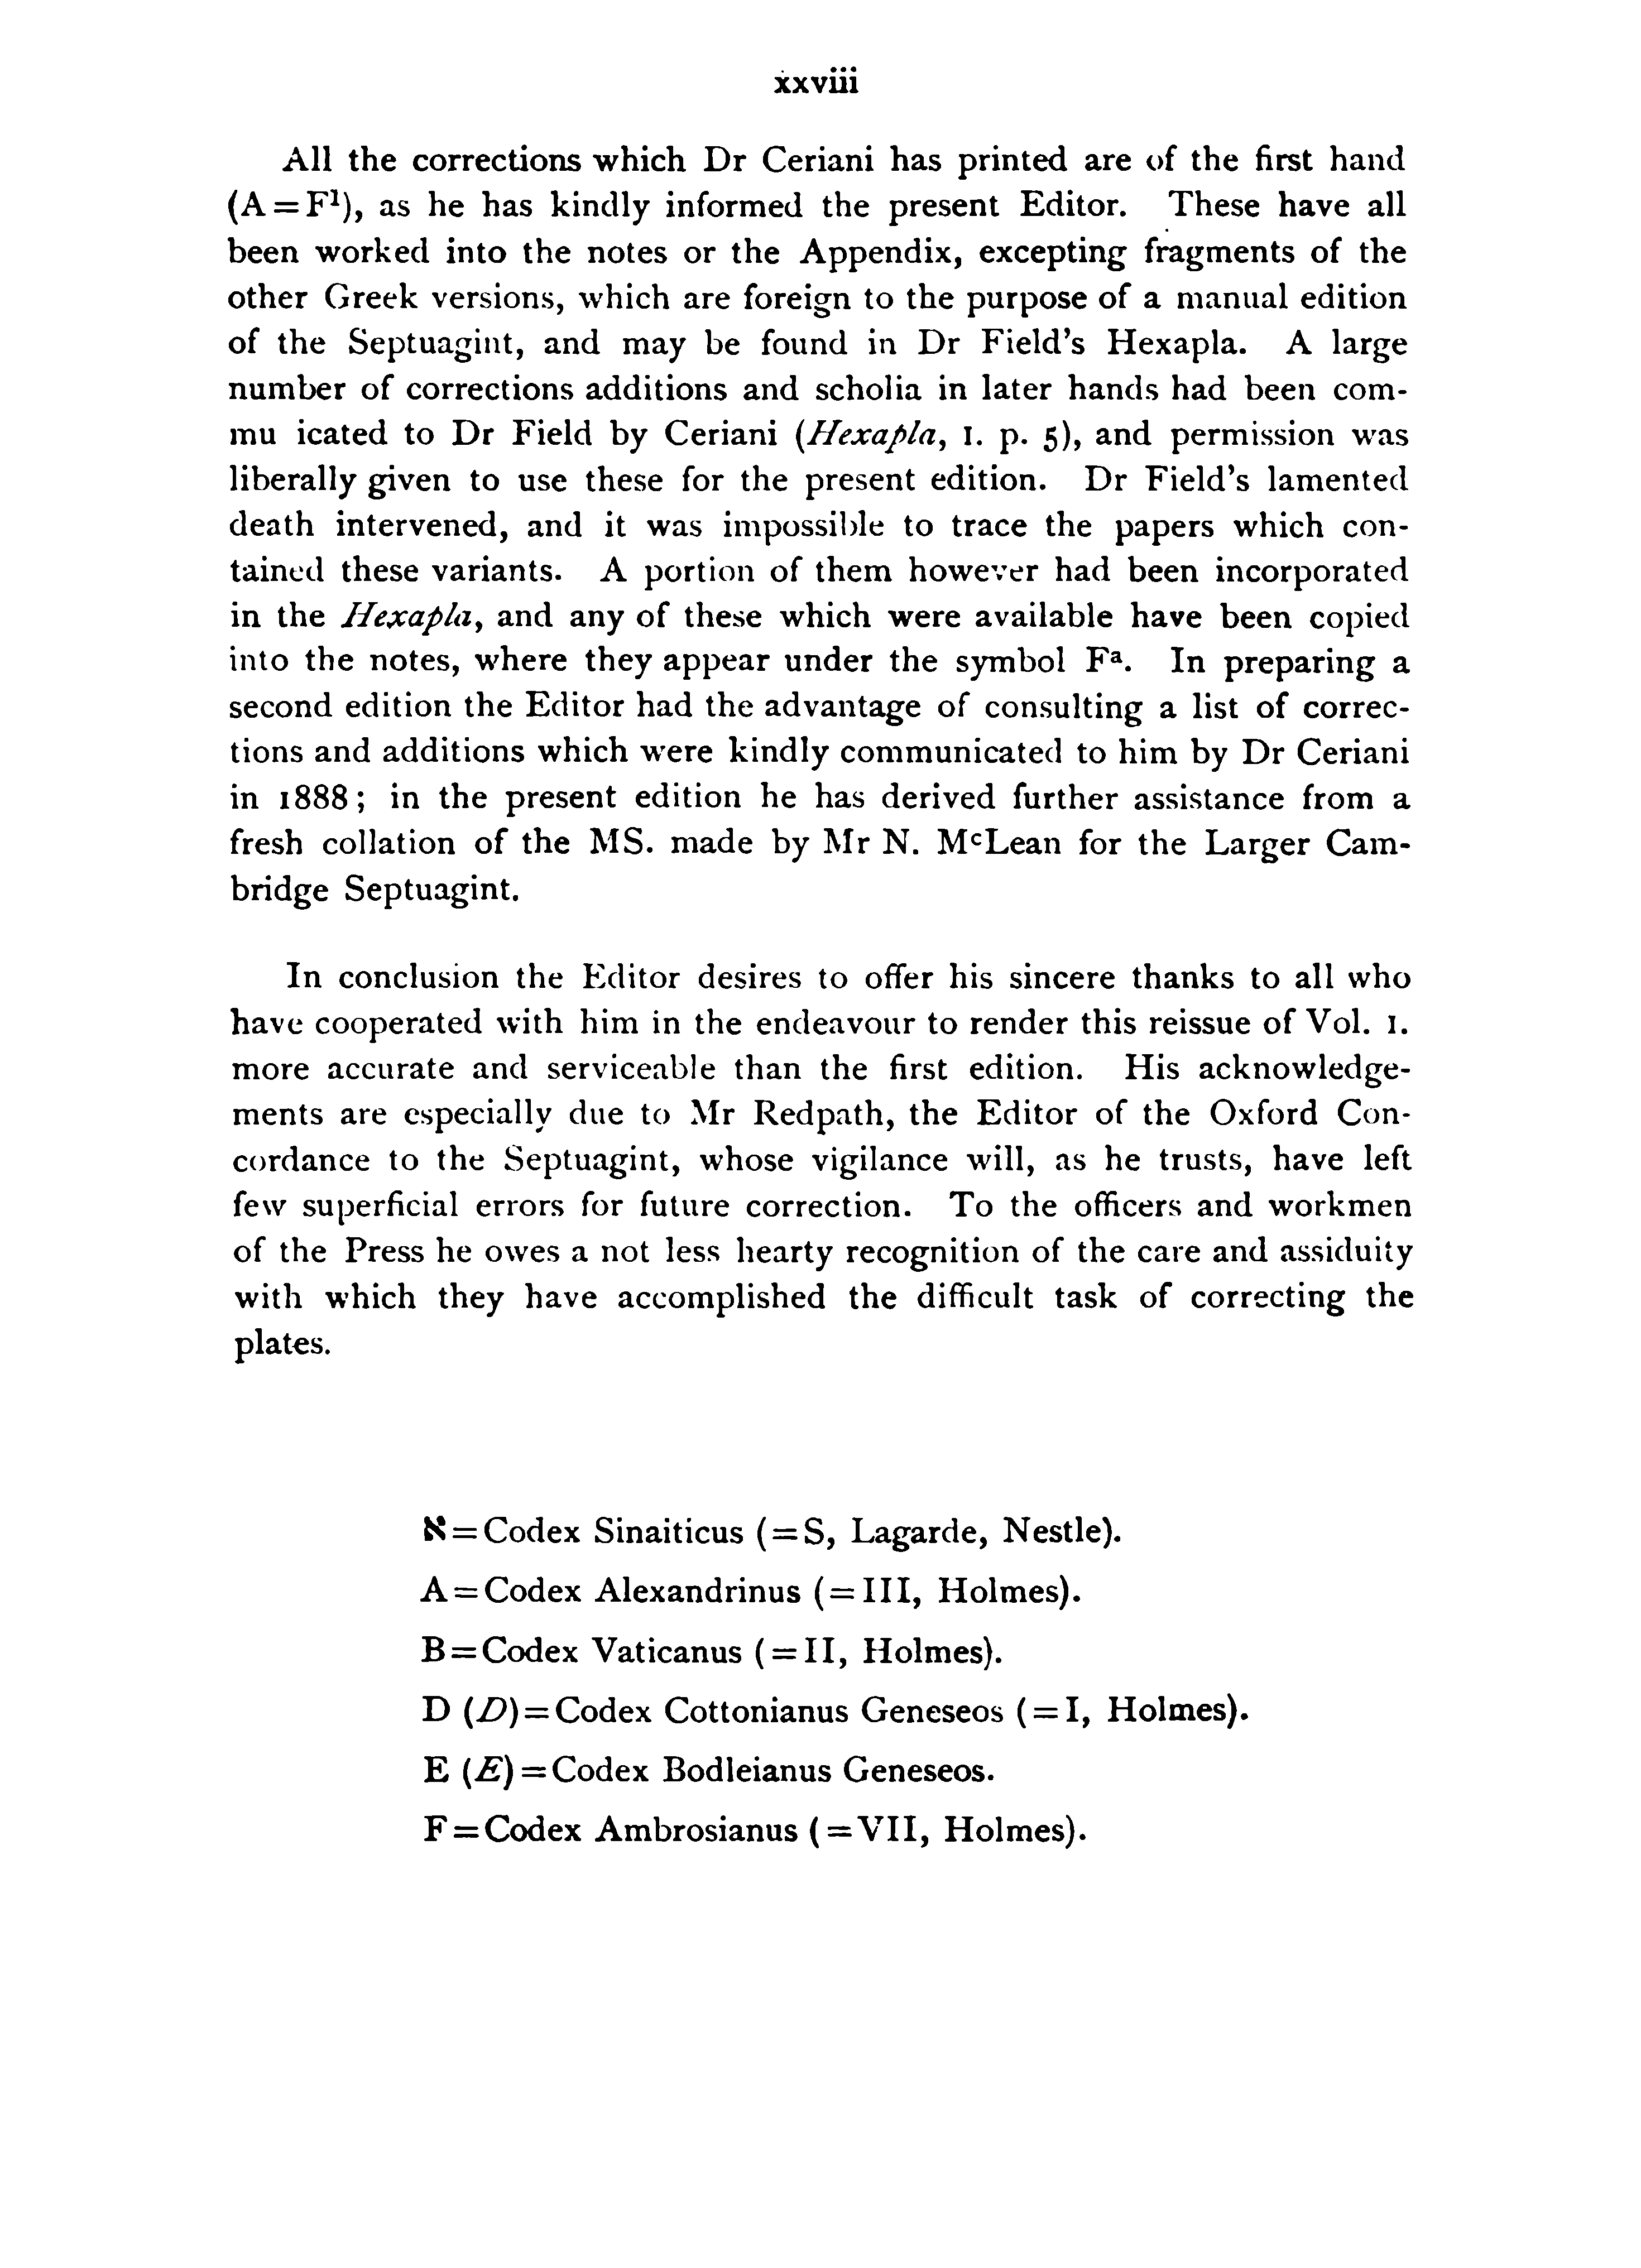 xxviii
All the corrections which Dr Ceriani has printed are of the first hand
(A=F¹), as he has kindly informed the present Editor. These have all
been worked into the notes or the Appendix, excepting fragments of the
other Greek versions, which are foreign to the purpose of a manual edition
of the Septuagint, and may be found in Dr Field's Hexapla. A large
number of corrections additions and scholia in later hands had been com-
mu icated to Dr Field by Ceriani (Hexapla, I. p. 5), and permission was
liberally given to use these for the present edition. Dr Field's lamented
death intervened, and it was impossible to trace the papers which con-
tained these variants. A portion of them however had been incorporated
in the Hexapla, and any of these which were available have been copied
into the notes, where they appear under the symbol Fᵃ. In preparing a
second edition the Editor had the advantage of consulting a list of correc-
tions and additions which were kindly communicated to him by Dr Ceriani
in 1888; in the present edition he has derived further assistance from a
fresh collation of the MS. made by Mr N. MᶜLean for the Larger Cam-
bridge Septuagint.
In conclusion the Editor desires to offer his sincere thanks to all who
have cooperated with him in the endeavour to render this reissue of Vol. I.
more accurate and serviceable than the first edition. His acknowledge-
ments are especially due to Mr Redpath, the Editor of the Oxford Con-
cordance to the Septuagint, whose vigilance will, as he trusts, have left
few superficial errors for future correction. To the officers and workmen
of the Press he owes a not less hearty recognition of the care and assiduity
with which they have accomplished the difficult task of correcting the
plates.
א=Codex Sinaiticus (=S, Lagarde, Nestle).
A=Codex Alexandrinus (=III, Holmes).
B=Codex Vaticanus (=II, Holmes).
D (D)=Codex Cottonianus Geneseos (=I, Holmes).
E (E)=Codex Bodleianus Geneseos.
F=Codex Ambrosianus (=VII, Holmes).